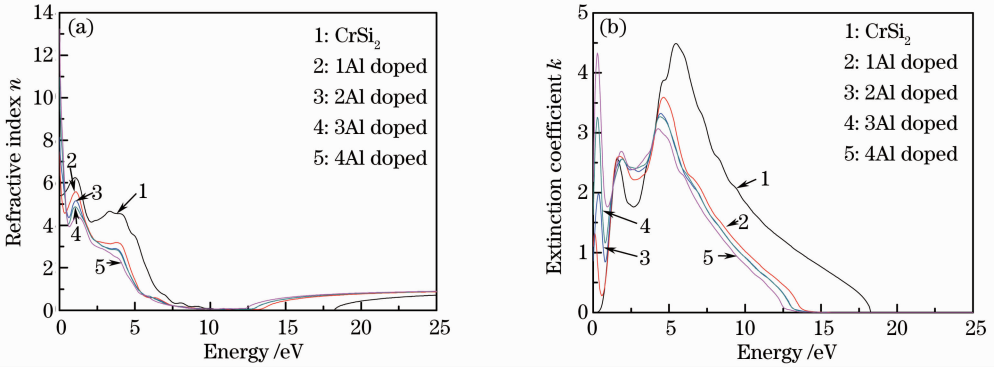 (a)
1: CrSi2
2: 1Al doped
3: 2Al doped
4: 3Al doped
5: 4Al doped
Refractive index n
14
12
10
8
6
4
2
0
2
3
1
4
5
0 5 10 15 20 25
Energy /eV
(b)
1: CrSi2
2: 1Al doped
3: 2Al doped
4: 3Al doped
5: 4Al doped
Extinction coefficient k
5
4
3
2
1
0
1
4
2
3
5
0 5 10 15 20 25
Energy /eV